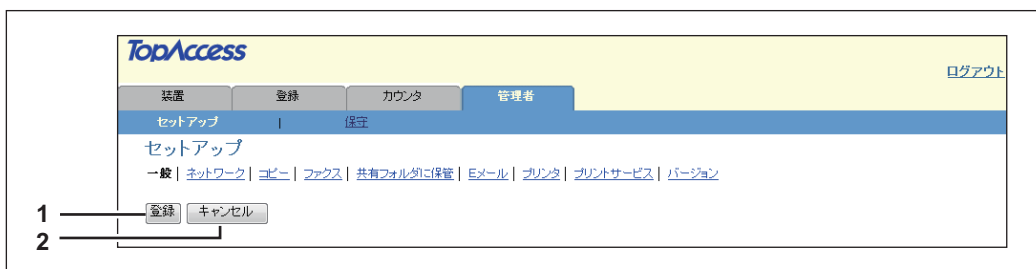 TopAccess
ログアウト
装置 登録 カウンタ 管理者
セットアップ | 保守
セットアップ
一般 | ネットワーク | コピー | ファクス | 共有フォルダに保管 | Eメール | プリンタ | プリントサービス | バージョン
1 登録 キャンセル
2